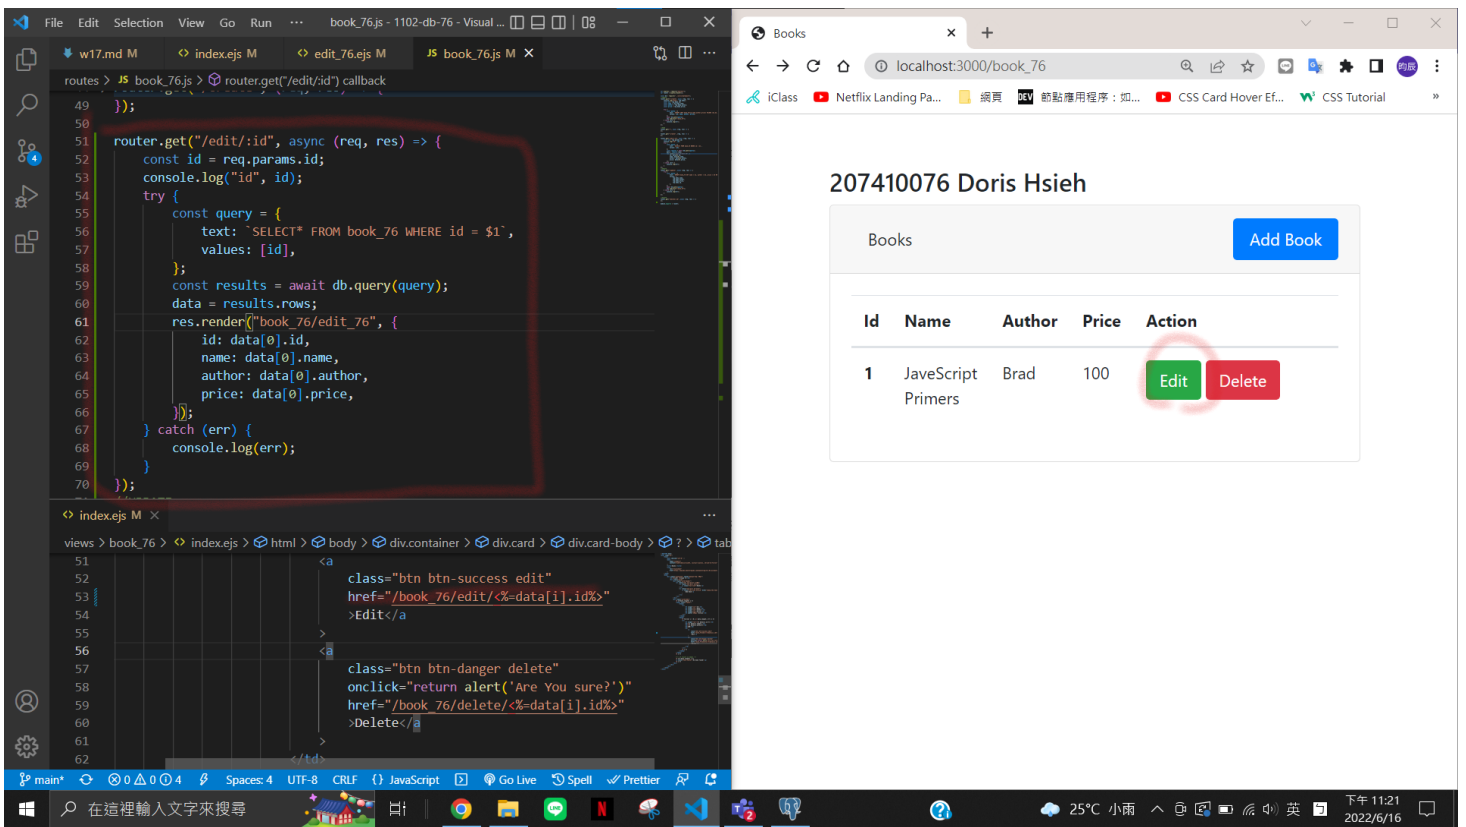 File Edit Selection View Go Run ··· book_76.js - 1102-db-76 - Visual ...
w17.md M index.ejs M edit_76.ejs M JS book_76.js M
routes > JS book_76.js > router.get("/edit/:id") callback
49 });
50
51 router.get("/edit/:id", async (req, res) => {
52 const id = req.params.id;
53 console.log("id", id);
54 try {
55 const query = {
56 text: `SELECT* FROM book_76 WHERE id = $1`,
57 values: [id],
58 };
59 const results = await db.query(query);
60 data = results.rows;
61 res.render("book_76/edit_76", {
62 id: data[0].id,
63 name: data[0].name,
64 author: data[0].author,
65 price: data[0].price,
66 });
67 } catch (err) {
68 console.log(err);
69 }
70 });
index.ejs M
views > book_76 > index.ejs > html > body > div.container > div.card > div.card-body > ? > tab
51 <a
52 class="btn btn-success edit"
53 href="/book_76/edit/<%=data[i].id%>"
54 >Edit</a
55 >
56 <a
57 class="btn btn-danger delete"
58 onclick="return alert('Are You sure?')"
59 href="/book_76/delete/<%=data[i].id%>"
60 >Delete</a
61 >
62 </td>
main* 0 0 4 Spaces: 4 UTF-8 CRLF {} JavaScript Go Live Spell Prettier
Books
localhost:3000/book_76
昀辰
iClass Netflix Landing Pa... 網頁 DEV 節點應用程序：如... CSS Card Hover Ef... CSS Tutorial »
207410076 Doris Hsieh
Books Add Book
Id Name Author Price Action
1 JaveScript Primers Brad 100 Edit Delete
在這裡輸入文字來搜尋
25°C 小雨 英
下午 11:21
2022/6/16